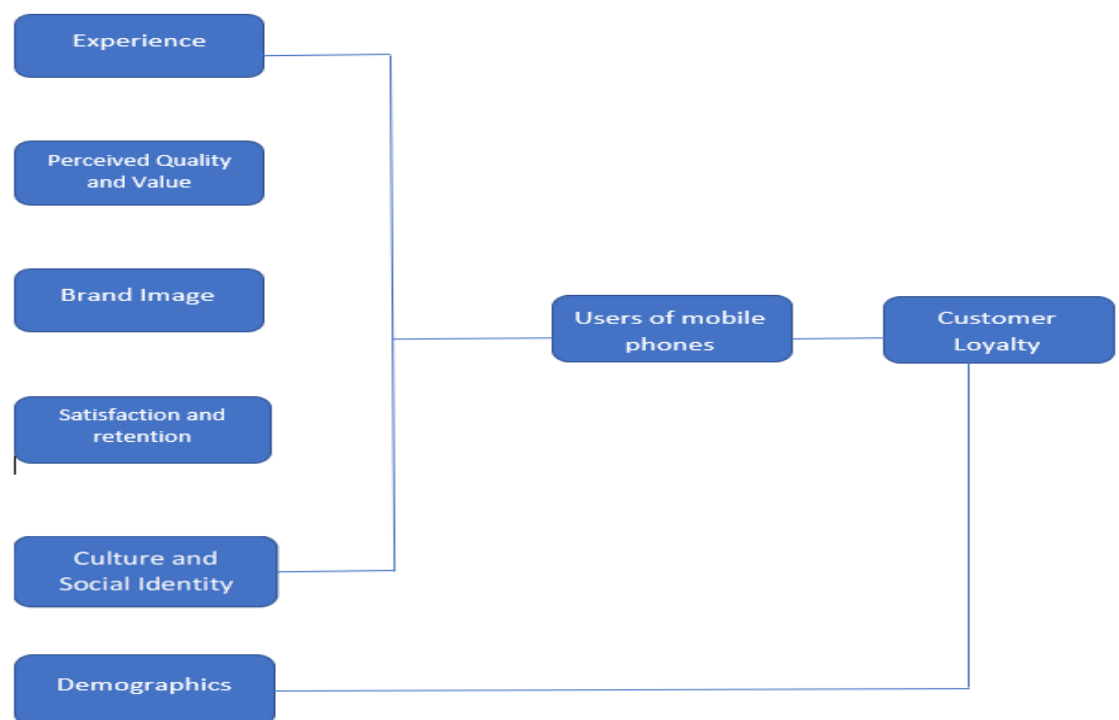 Experience
Perceived Quality
and Value
Brand Image
Satisfaction and
retention
Culture and
Social Identity
Demographics
Users of mobile
phones
Customer
Loyalty